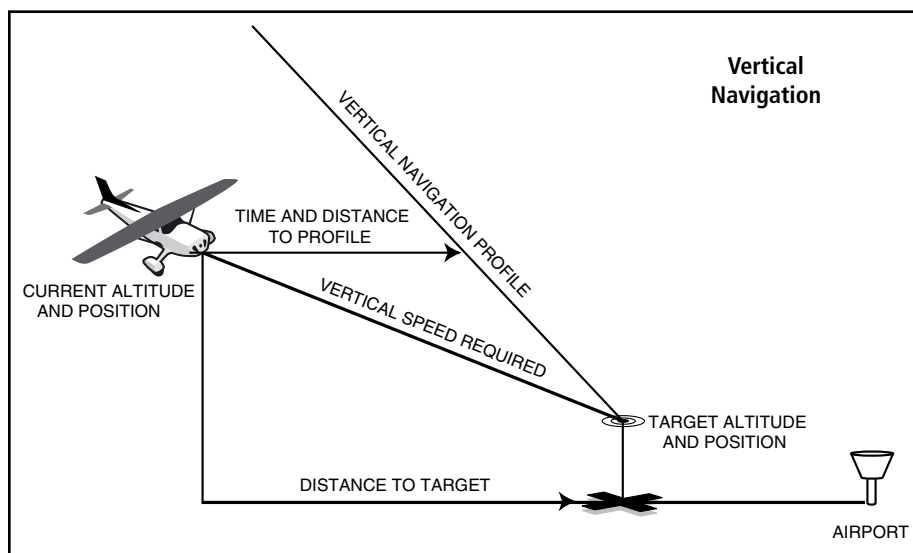 Vertical
Navigation
VERTICAL NAVIGATION PROFILE
TIME AND DISTANCE
TO PROFILE
CURRENT ALTITUDE
AND POSITION
VERTICAL SPEED REQUIRED
TARGET ALTITUDE
AND POSITION
DISTANCE TO TARGET
AIRPORT